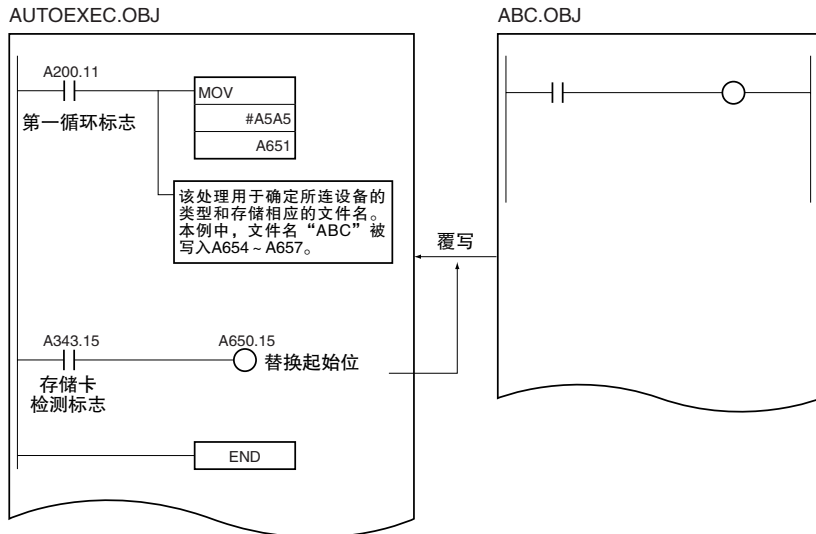 AUTOEXEC.OBJ
A200.11
第一循环标志
MOV
#A5A5
A651
该处理用于确定所连设备的
类型和存储相应的文件名。
本例中，文件名“ABC”被
写入A654 ~ A657。
A343.15
存储卡
检测标志
A650.15
替换起始位
END
覆写
ABC.OBJ